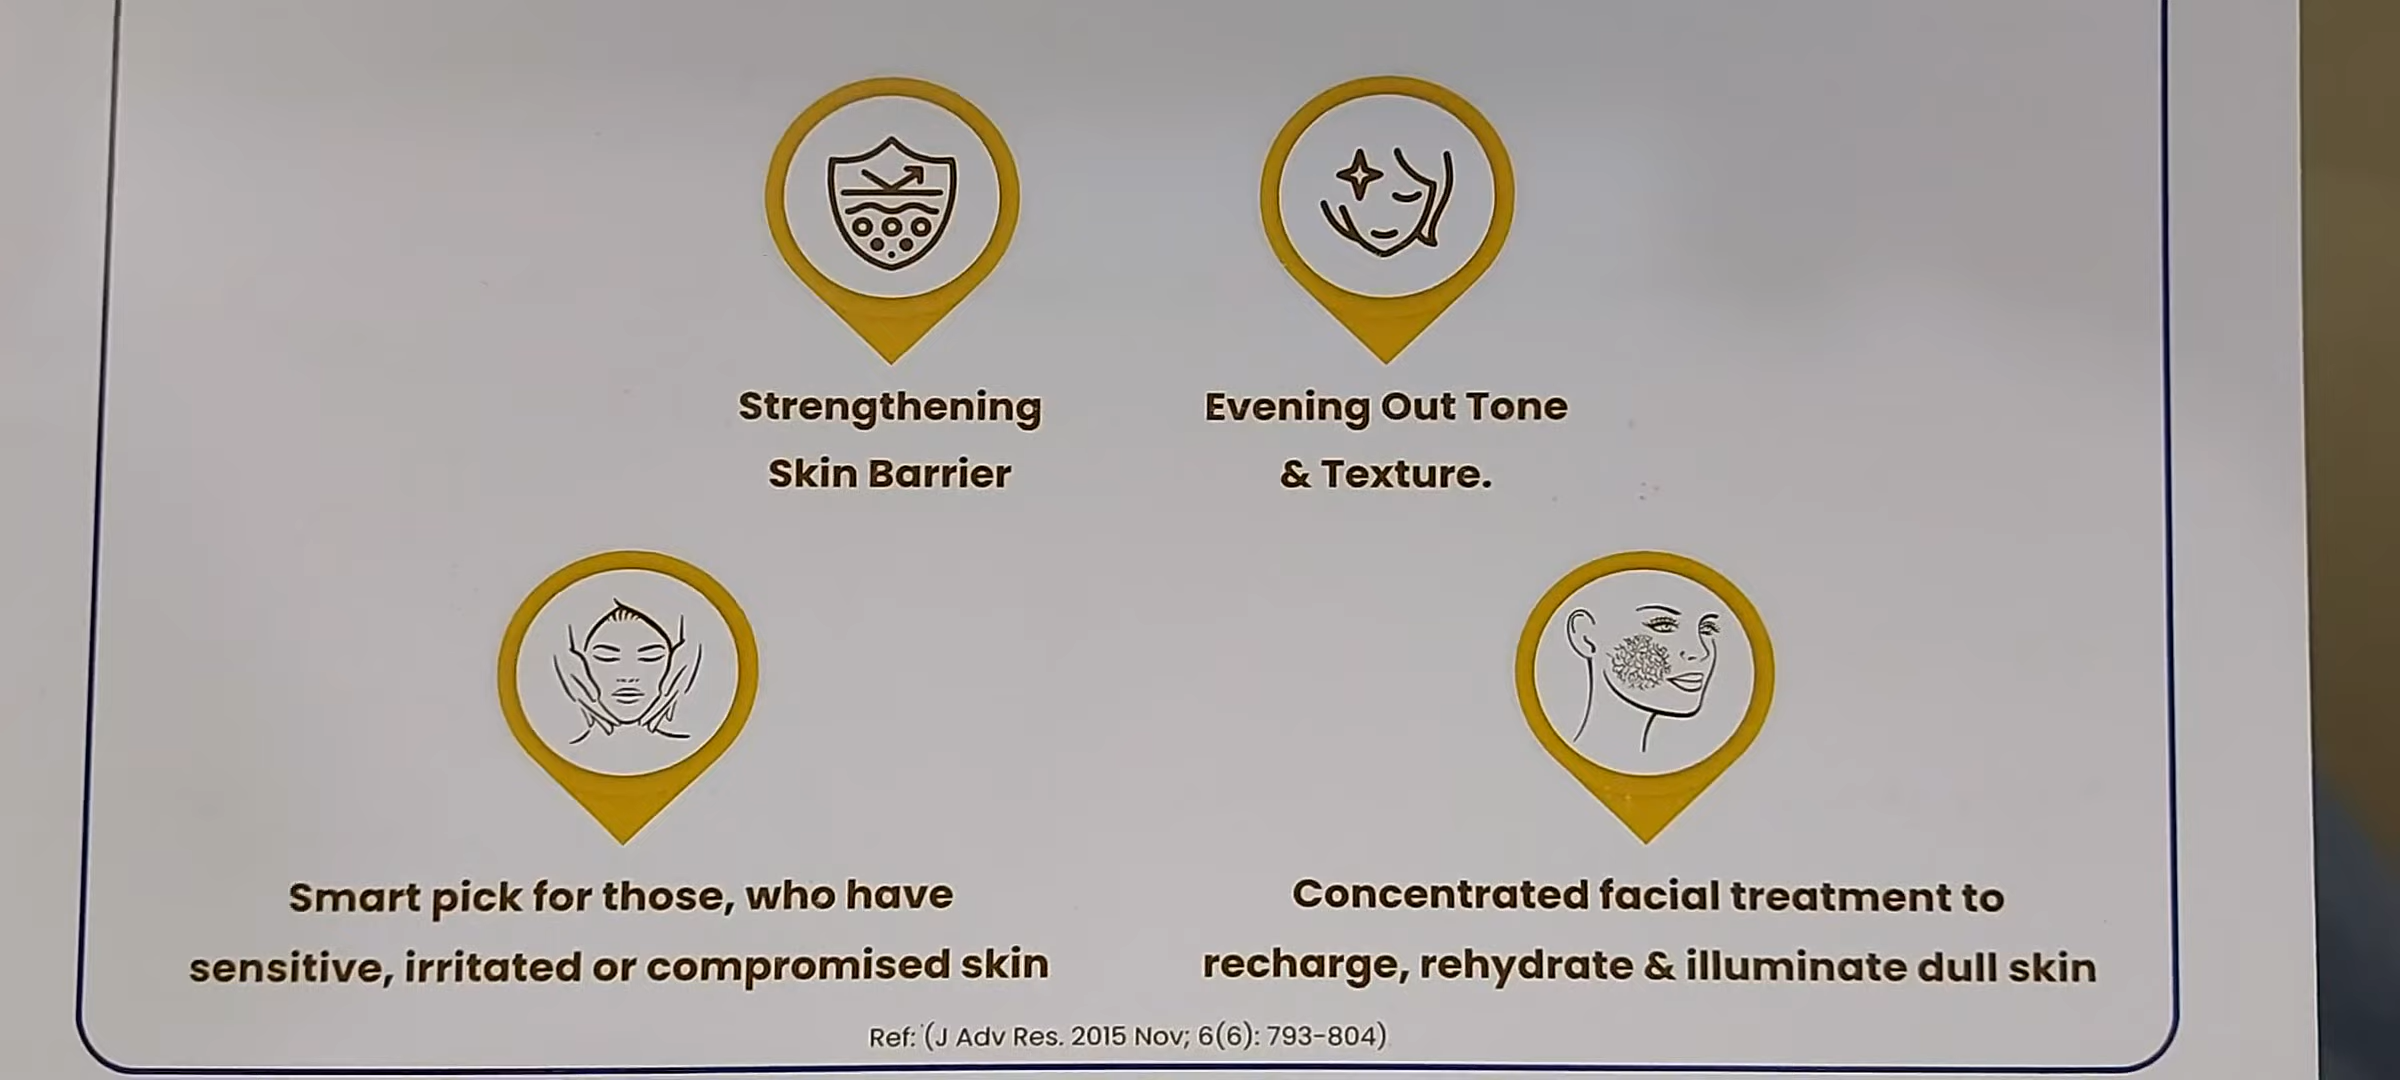 Strengthening
Skin Barrier
Evening Out Tone
& Texture.
Smart pick for those, who have
sensitive, irritated or compromised skin
Concentrated facial treatment to
recharge, rehydrate & illuminate dull skin
Ref: (J Adv Res. 2015 Nov; 6(6): 793-804)